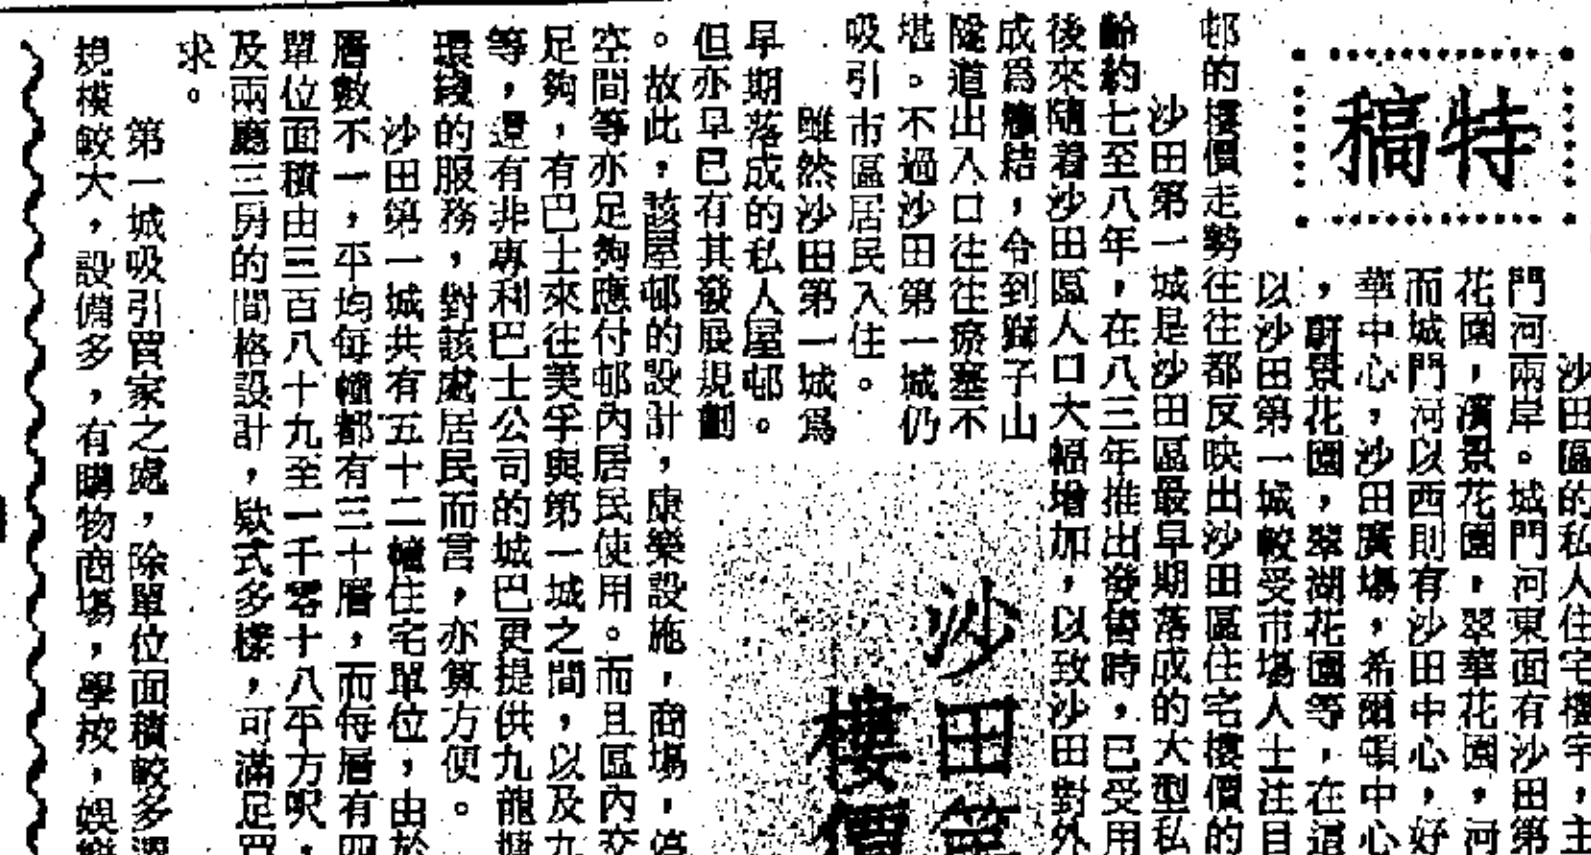 特稿
沙田區的私人住宅樓宇，主
門河兩岸。城門河東面有沙田第
花園，濱景花園，翠華花園，河
而城門河以西則有沙田中心，好
華中心，沙田廣場，希爾頓中心
，蔚景花園，翠湖花園等，在這
以沙田第一城較受市場人士注目
邨的樓價走勢往往都反映出沙田區住宅樓價的
沙田第一城是沙田區最早期落成的大型私
齡約七至八年，在八三年推出發售時，已受用
後來隨着沙田區人口大幅增加，以致沙田對外
成爲癥結，令到獅子山
隧道出入口往往擠塞不
堪。不過沙田第一城仍
吸引市區居民入住。
雖然沙田第一城爲
早期落成的私人屋邨。
但亦早已有其發展規劃
。故此，該屋邨的設計，康樂設施，商場，停
空間等亦足夠應付邨內居民使用。而且區內交
足夠，有巴士來往美孚與第一城之間，以及九
等，還有非專利巴士公司的城巴更提供九龍塘
環綫的服務，對該處居民而言，亦算方便。
沙田第一城共有五十二幢住宅單位，由於
層數不一，平均每幢都有三十層，而每層有四
單位面積由三百八十九至一千零十八平方呎，
及兩廳三房的間格設計，款式多樣，可滿足買
求。
第一城吸引買家之處，除單位面積較多選
規模較大，設備多，有購物商場，學校，娛樂
沙田第
樓價